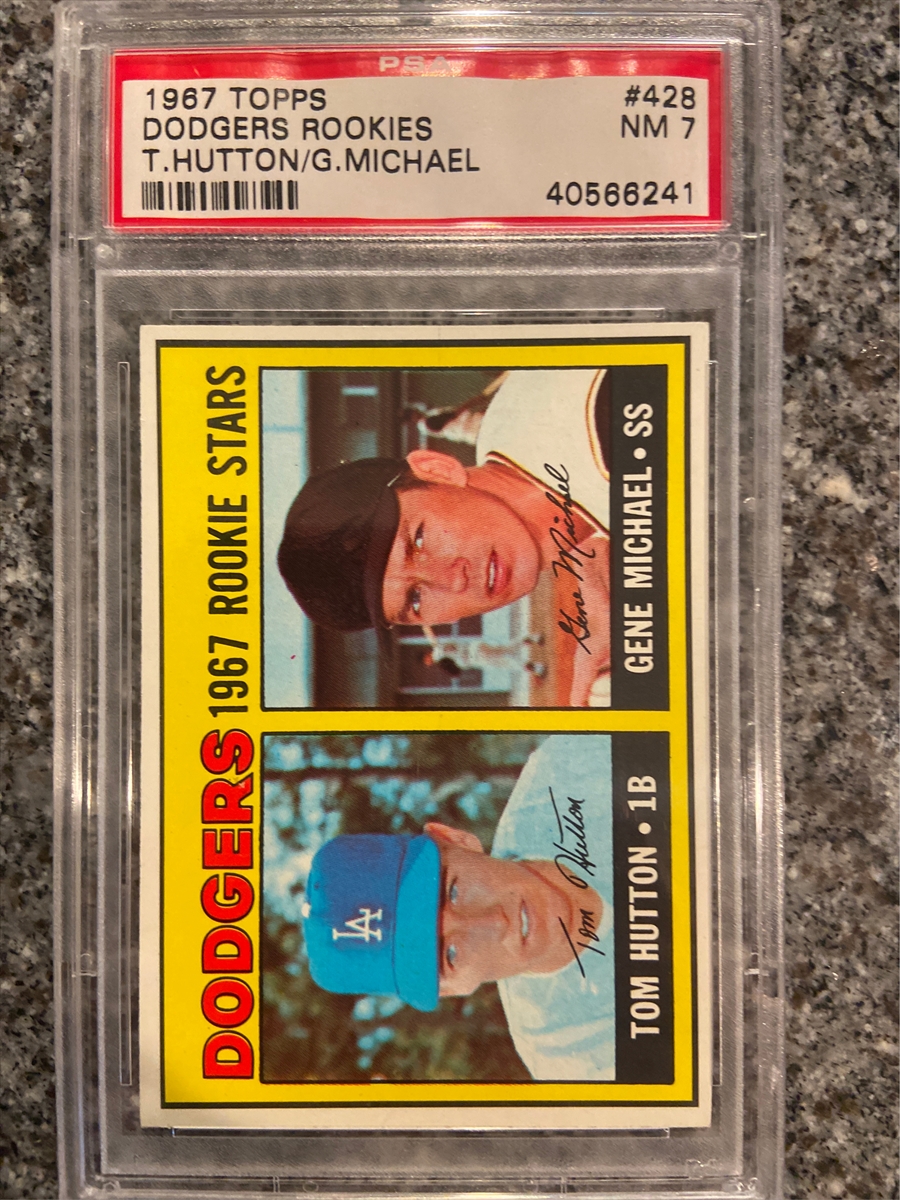 PSA
1967 TOPPS #428
DODGERS ROOKIES NM 7
T.HUTTON/G.MICHAEL
40566241
DODGERS 1967 ROOKIE STARS
LA
Tom Hutton
TOM HUTTON • 1B
Gene Michael
GENE MICHAEL • SS